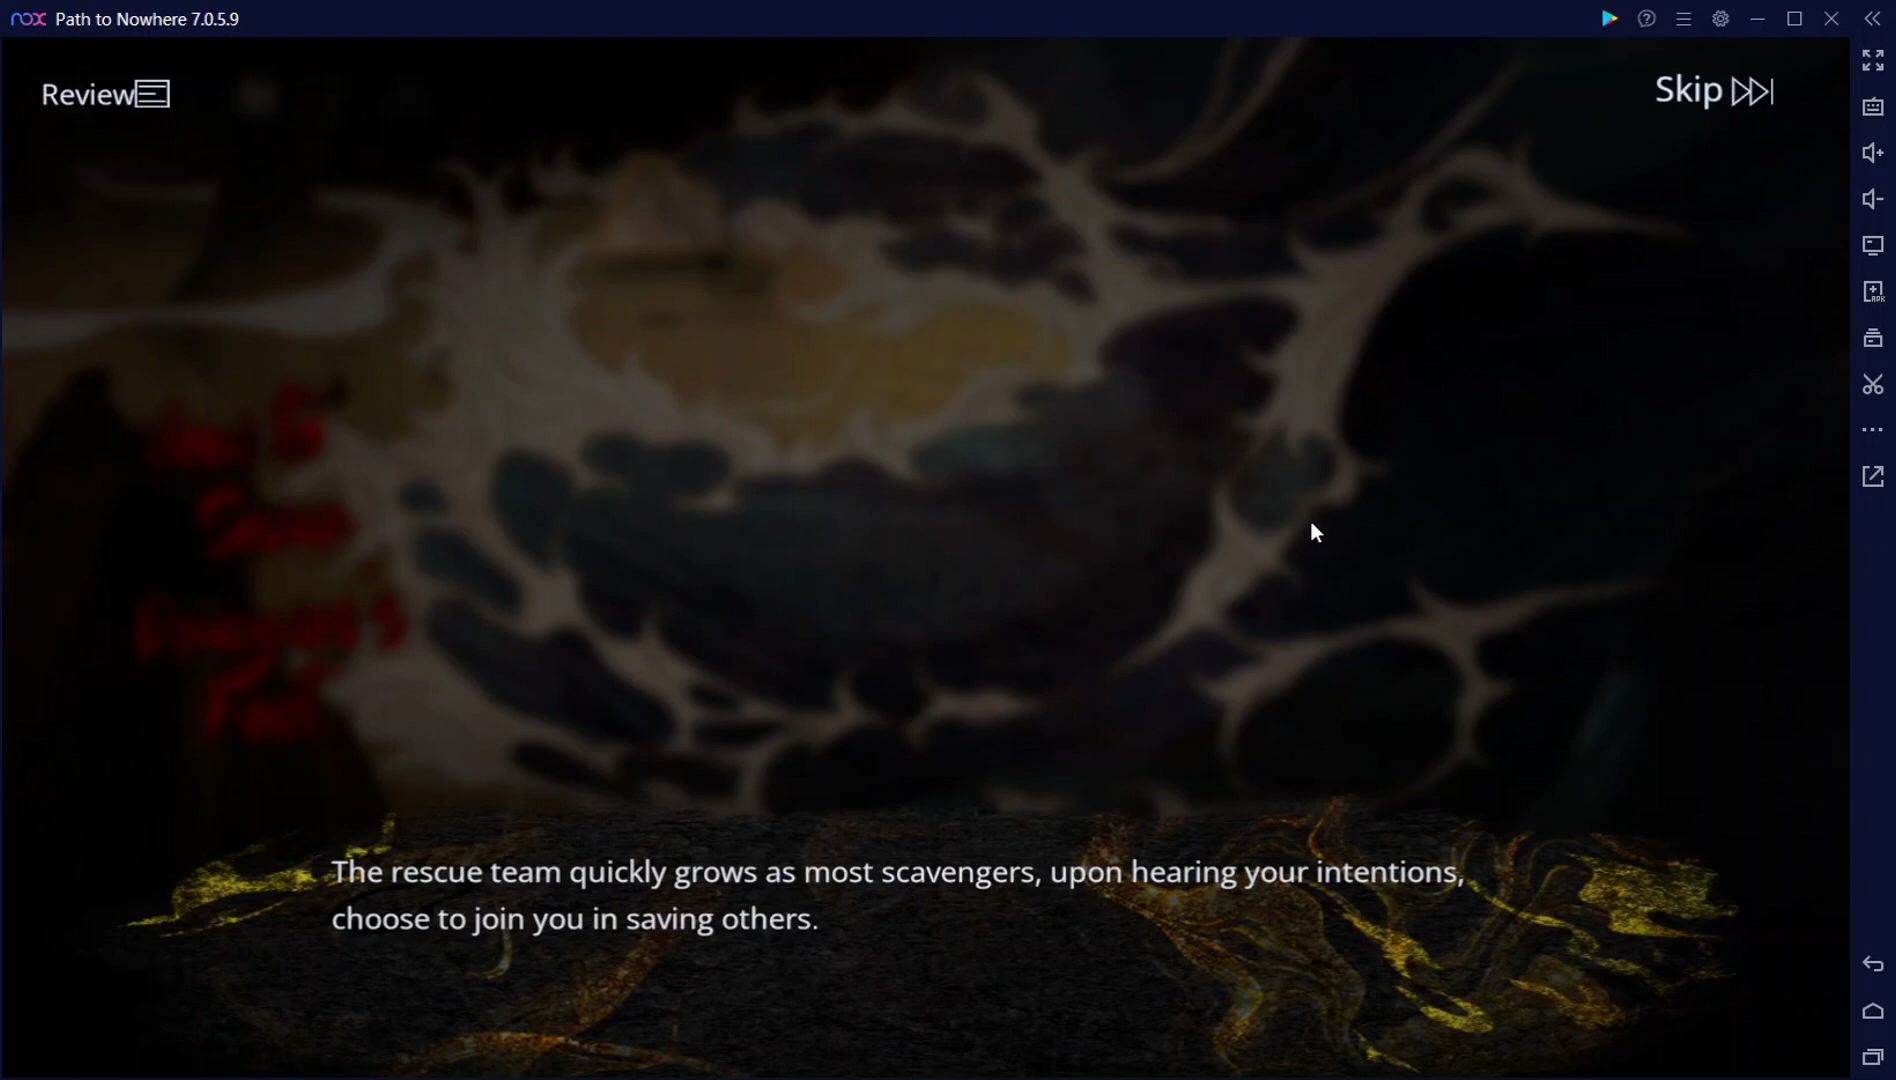 nox Path to Nowhere 7.0.5.9
Review
Skip
The rescue team quickly grows as most scavengers, upon hearing your intentions,
choose to join you in saving others.